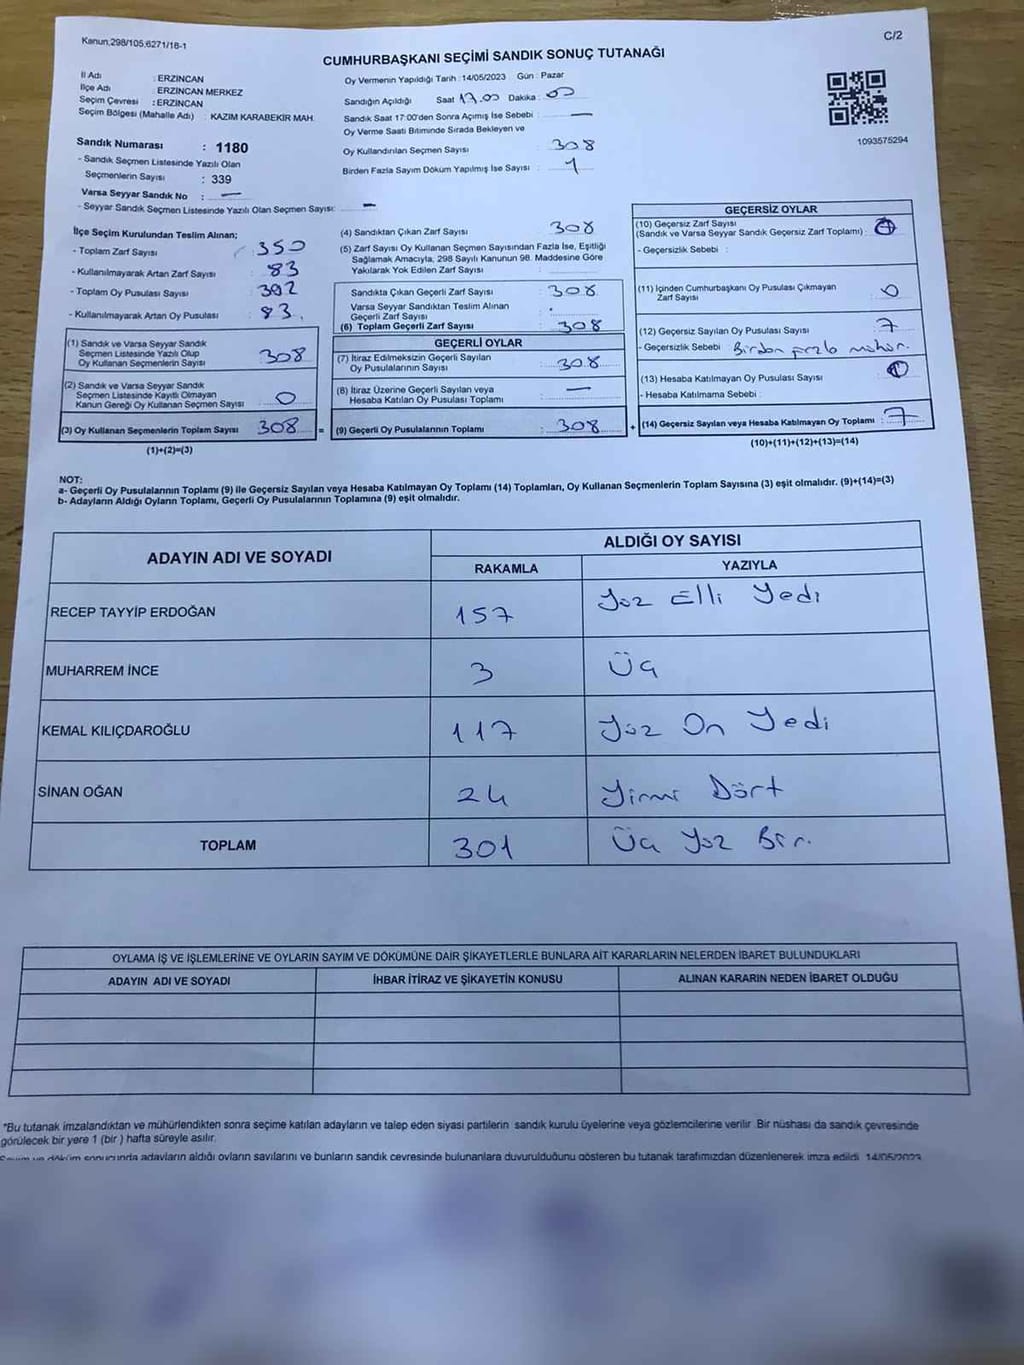 Kanun.298/105;6271/16-1
C/2
CUMHURBAŞKANI SEÇİMİ SANDIK SONUÇ TUTANAĞI
İl Adı : ERZİNCAN
İlçe Adı : ERZİNCAN MERKEZ
Seçim Çevresi : ERZİNCAN
Seçim Bölgesi (Mahalle Adı) : KAZIM KARABEKİR MAH.
Sandık Numarası : 1180
- Sandık Seçmen Listesinde Yazılı Olan
Seçmenlerin Sayısı : 339
Varsa Seyyar Sandık No : —
- Seyyar Sandık Seçmen Listesinde Yazılı Olan Seçmen Sayısı: —
Oy Vermenin Yapıldığı Tarih : 14/05/2023 Gün : Pazar
Sandığın Açıldığı Saat 17.00 Dakika : 00
Sandık Saat 17:00'den Sonra Açımış İse Sebebi : —
Oy Verme Saati Bitiminde Sırada Bekleyen ve
Oy Kullandırılan Seçmen Sayısı : 308
Birden Fazla Sayım Döküm Yapılmış İse Sayısı : 1
1093575294
İlçe Seçim Kurulundan Teslim Alınan;
- Toplam Zarf Sayısı : 350
- Kullanılmayarak Artan Zarf Sayısı : 83
- Toplam Oy Pusulası Sayısı : 392
- Kullanılmayarak Artan Oy Pusulası : 83
(1) Sandık ve Varsa Seyyar Sandık
Seçmen Listesinde Yazılı Olup
Oy Kullanan Seçmenlerin Sayısı : 308
(2) Sandık ve Varsa Seyyar Sandık
Seçmen Listesinde Kayıtlı Olmayan
Kanun Gereği Oy Kullanan Seçmen Sayısı : 0
(3) Oy Kullanan Seçmenlerin Toplam Sayısı : 308
(1)+(2)=(3)
(4) Sandıktan Çıkan Zarf Sayısı : 308
(5) Zarf Sayısı Oy Kullanan Seçmen Sayısından Fazla İse, Eşitliği
Sağlamak Amacıyla, 298 Sayılı Kanunun 98. Maddesine Göre
Yakılarak Yok Edilen Zarf Sayısı :
Sandıkta Çıkan Geçerli Zarf Sayısı : 308
Varsa Seyyar Sandıktan Teslim Alınan
Geçerli Zarf Sayısı :
(6) Toplam Geçerli Zarf Sayısı : 308
GEÇERLİ OYLAR
(7) İtiraz Edilmeksizin Geçerli Sayılan
Oy Pusulalarının Sayısı : 308
(8) İtiraz Üzerine Geçerli Sayılan veya
Hesaba Katılan Oy Pusulası Toplamı : —
= (9) Geçerli Oy Pusulalarının Toplamı : 308
GEÇERSİZ OYLAR
(10) Geçersiz Zarf Sayısı
(Sandık ve Varsa Seyyar Sandık Geçersiz Zarf Toplamı) :
- Geçersizlik Sebebi :
(11) İçinden Cumhurbaşkanı Oy Pusulası Çıkmayan
Zarf Sayısı : 0
(12) Geçersiz Sayılan Oy Pusulası Sayısı : 7
- Geçersizlik Sebebi : Birden fazla mühür.
(13) Hesaba Katılmayan Oy Pusulası Sayısı :
- Hesaba Katılmama Sebebi :
+ (14) Geçersiz Sayılan veya Hesaba Katılmayan Oy Toplamı : 7
(10)+(11)+(12)+(13)=(14)
NOT:
a- Geçerli Oy Pusulalarının Toplamı (9) ile Geçersiz Sayılan veya Hesaba Katılmayan Oy Toplamı (14) Toplamları, Oy Kullanan Seçmenlerin Toplam Sayısına (3) eşit olmalıdır. (9)+(14)=(3)
b- Adayların Aldığı Oyların Toplamı, Geçerli Oy Pusulalarının Toplamına (9) eşit olmalıdır.
ADAYIN ADI VE SOYADI
ALDIĞI OY SAYISI
RAKAMLA YAZIYLA
RECEP TAYYİP ERDOĞAN 157 Yüz Elli Yedi
MUHARREM İNCE 3 Üç
KEMAL KILIÇDAROĞLU 117 Yüz On Yedi
SİNAN OĞAN 24 Yirmi Dört
TOPLAM 301 Üç Yüz Bir.
OYLAMA İŞ VE İŞLEMLERİNE VE OYLARIN SAYIM VE DÖKÜMÜNE DAİR ŞİKAYETLERLE BUNLARA AİT KARARLARIN NELERDEN İBARET BULUNDUKLARI
ADAYIN ADI VE SOYADI İHBAR İTİRAZ VE ŞİKAYETİN KONUSU ALINAN KARARIN NEDEN İBARET OLDUĞU
"Bu tutanak imzalandıktan ve mühürlendikten sonra seçime katılan adayların ve talep eden siyasi partilerin sandık kurulu üyelerine veya gözlemcilerine verilir. Bir nüshası da sandık çevresinde
görülecek bir yere 1 (bir ) hafta süreyle asılır.
Sayım ve döküm sonucunda adayların aldığı oyların sayılarını ve bunların sandık çevresinde bulunanlara duyurulduğunu gösteren bu tutanak tarafımızdan düzenlenerek imza edildi. 14/05/2023